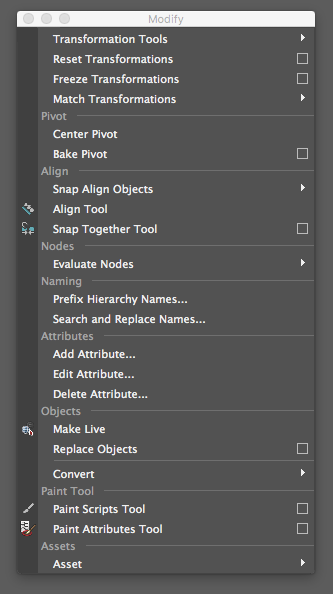 Modify
Transformation Tools
Reset Transformations
Freeze Transformations
Match Transformations
Pivot
Center Pivot
Bake Pivot
Align
Snap Align Objects
Align Tool
Snap Together Tool
Nodes
Evaluate Nodes
Naming
Prefix Hierarchy Names...
Search and Replace Names...
Attributes
Add Attribute...
Edit Attribute...
Delete Attribute...
Objects
Make Live
Replace Objects
Convert
Paint Tool
Paint Scripts Tool
Paint Attributes Tool
Assets
Asset